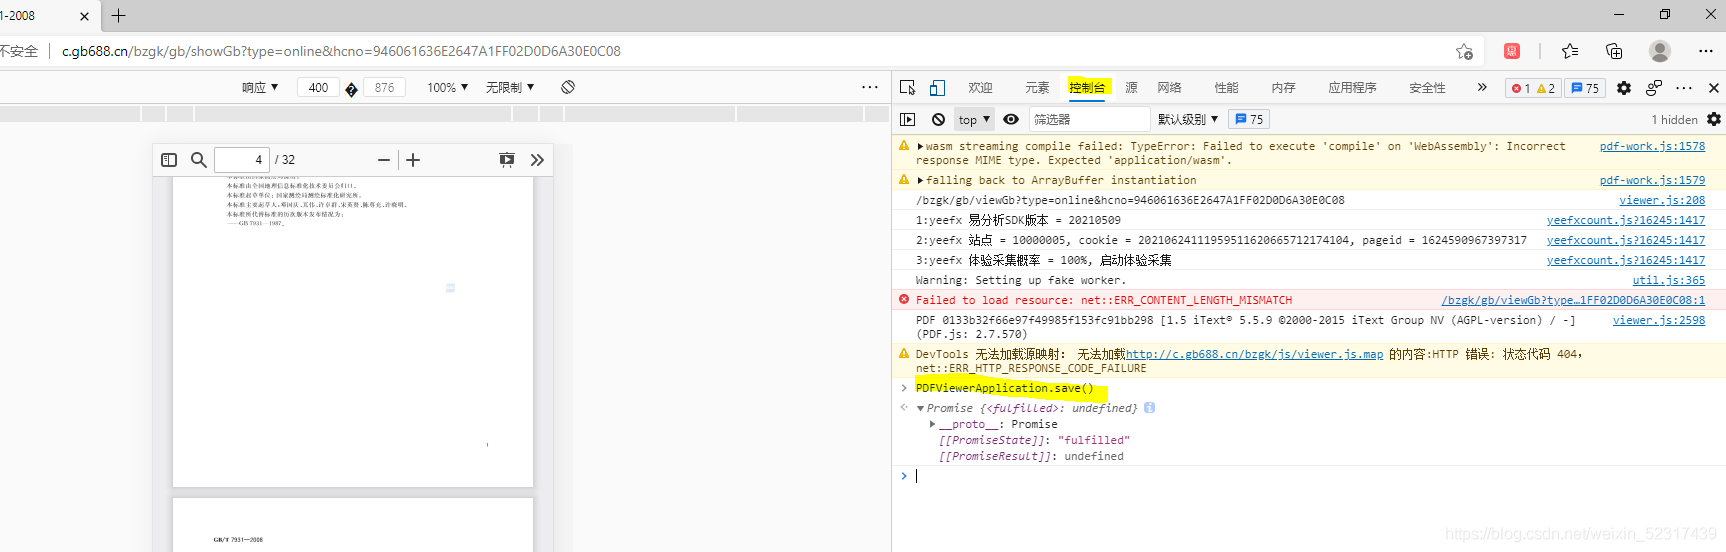 1-2008
不安全 c.gb688.cn/bzgk/gb/showGb?type=online&hcno=946061636E2647A1FF02D0D6A30E0C08
响应 400 876 100% 无限制
欢迎 元素 控制台 源 网络 性能 内存 应用程序 安全性 1 2 75
top 筛选器 默认级别 75 1 hidden
4 / 32
本标准由全国地理信息标准化技术委员会归口。
本标准起草单位：国家测绘局测绘标准化研究所。
本标准所代替标准的历次版本发布情况为：
——GB 7931—1987。
GB/T 7931—2008
wasm streaming compile failed: TypeError: Failed to execute 'compile' on 'WebAssembly': Incorrect pdf-work.js:1578
response MIME type. Expected 'application/wasm'.
falling back to ArrayBuffer instantiation pdf-work.js:1579
/bzgk/gb/viewGb?type=online&hcno=946061636E2647A1FF02D0D6A30E0C08 viewer.js:208
1:yeefx 易分析SDK版本 = 20210509 yeefxcount.js?16245:1417
2:yeefx 站点 = 10000005, cookie = 20210624111959511620665712174104, pageid = 1624590967397317 yeefxcount.js?16245:1417
3:yeefx 体验采集概率 = 100%, 启动体验采集 yeefxcount.js?16245:1417
Warning: Setting up fake worker. util.js:365
Failed to load resource: net::ERR_CONTENT_LENGTH_MISMATCH /bzgk/gb/viewGb?type…1FF02D0D6A30E0C08:1
PDF 0133b32f66e97f49985f153fc91bb298 [1.5 iText® 5.5.9 ©2000-2015 iText Group NV (AGPL-version) / -] viewer.js:2598
(PDF.js: 2.7.570)
DevTools 无法加载源映射： 无法加载http://c.gb688.cn/bzgk/js/viewer.js.map 的内容:HTTP 错误: 状态代码 404，
net::ERR_HTTP_RESPONSE_CODE_FAILURE
PDFViewerApplication.save()
Promise {<fulfilled>: undefined}
__proto__: Promise
[[PromiseState]]: "fulfilled"
[[PromiseResult]]: undefined
https://blog.csdn.net/weixin_52317439